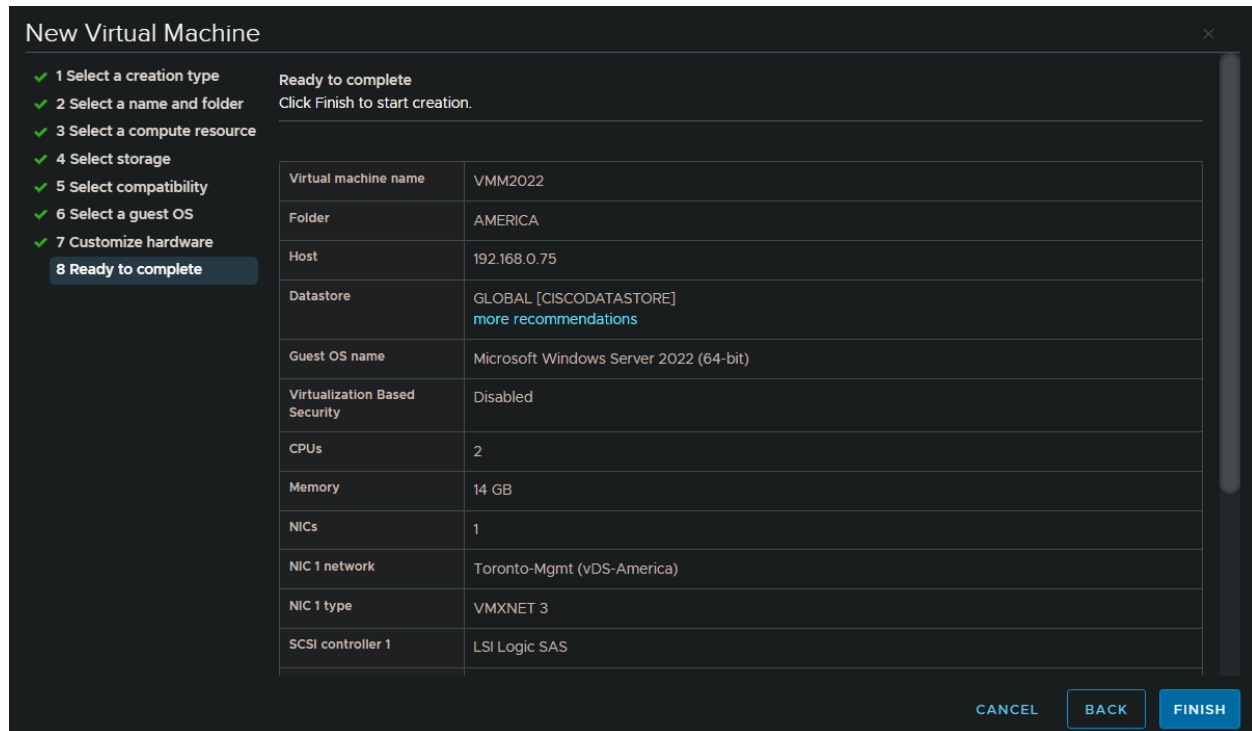 New Virtual Machine
1 Select a creation type
2 Select a name and folder
3 Select a compute resource
4 Select storage
5 Select compatibility
6 Select a guest OS
7 Customize hardware
8 Ready to complete
Ready to complete
Click Finish to start creation.
Virtual machine name VMM2022
Folder AMERICA
Host 192.168.0.75
Datastore GLOBAL [CISCODATASTORE]
more recommendations
Guest OS name Microsoft Windows Server 2022 (64-bit)
Virtualization Based Disabled
Security
CPUs 2
Memory 14 GB
NICs 1
NIC 1 network Toronto-Mgmt (vDS-America)
NIC 1 type VMXNET 3
SCSI controller 1 LSI Logic SAS
CANCEL BACK FINISH